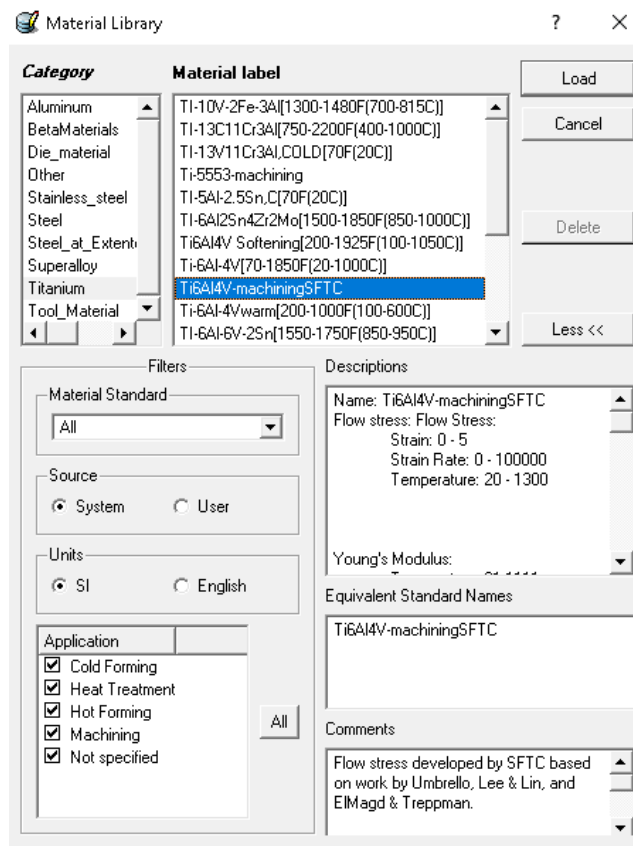 Material Library
?
Category
Material label
Aluminum
BetaMaterials
Die_material
Other
Stainless_steel
Steel
Steel_at_Extent
Superalloy
Titanium
Tool_Material
TI-10V-2Fe-3Al[1300-1480F(700-815C)]
TI-13C11Cr3Al[750-2200F(400-1000C)]
TI-13V11Cr3Al,COLD[70F(20C)]
Ti-5553-machining
TI-5Al-2.5Sn,C[70F(20C)]
TI-6Al2Sn4Zr2Mo[1500-1850F(850-1000C)]
Ti6Al4V Softening[200-1925F(100-1050C)]
Ti-6Al-4V[70-1850F(20-1000C)]
Ti6Al4V-machiningSFTC
Ti-6Al-4Vwarm[200-1000F(100-600C)]
TI-6Al-6V-2Sn[1550-1750F(850-950C)]
Load
Cancel
Delete
Less <<
Filters
Material Standard
All
Source
System
User
Units
SI
English
Application
Cold Forming
Heat Treatment
Hot Forming
Machining
Not specified
All
Descriptions
Name: Ti6Al4V-machiningSFTC
Flow stress: Flow Stress:
Strain: 0 - 5
Strain Rate: 0 - 100000
Temperature: 20 - 1300
Young's Modulus:
Equivalent Standard Names
Ti6Al4V-machiningSFTC
Comments
Flow stress developed by SFTC based
on work by Umbrello, Lee & Lin, and
ElMagd & Treppman.